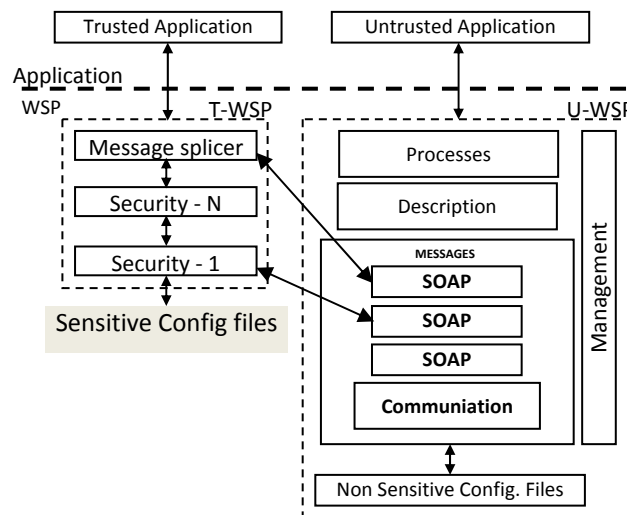 Trusted Application
Untrusted Application
Application
WSP
T-WSP
U-WSP
Message splicer
Security - N
Security - 1
Sensitive Config files
Processes
Description
MESSAGES
SOAP
SOAP
SOAP
Communiation
Management
Non Sensitive Config. Files